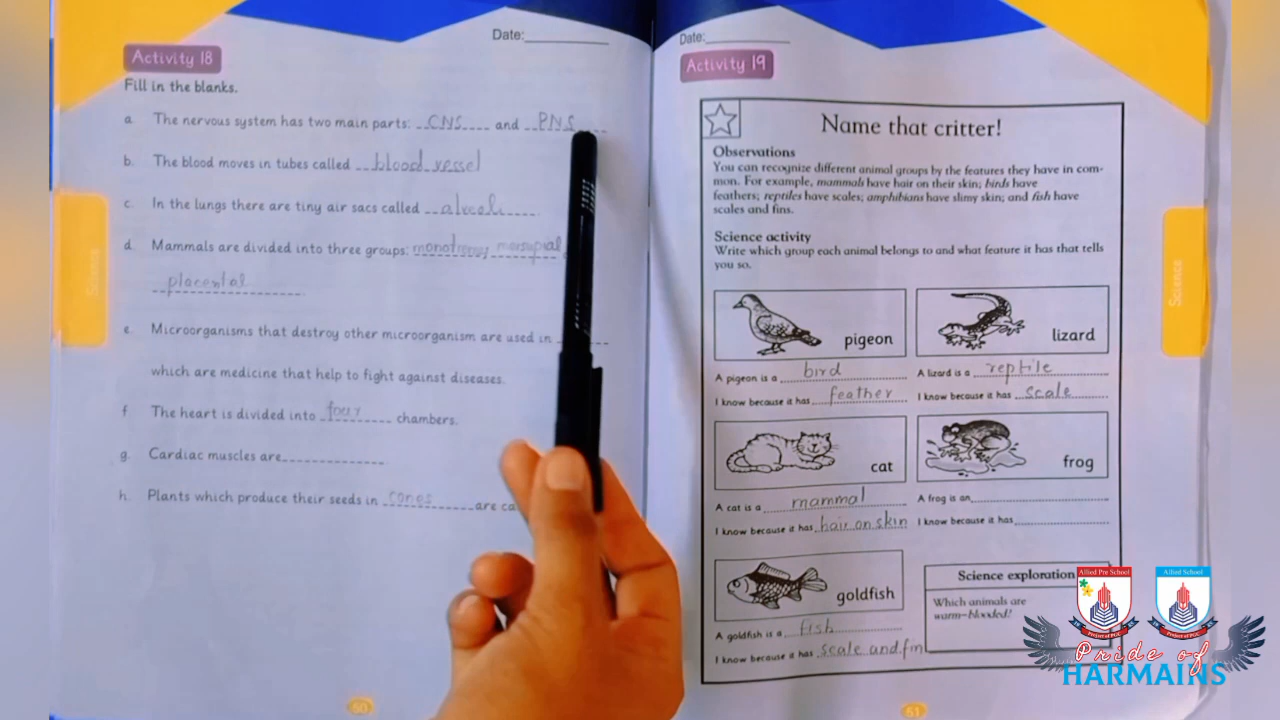 Date:
Activity 18
Fill in the blanks.
a. The nervous system has two main parts: CNS and PNS
b. The blood moves in tubes called blood vessel
c. In the lungs there are tiny air sacs called alveoli
d. Mammals are divided into three groups: marsupial
placental
e. Microorganisms that destroy other microorganism are used in
which are medicine that help to fight against diseases.
f. The heart is divided into four chambers.
g. Cardiac muscles are
h. Plants which produce their seeds in cones are
60
Date:
Activity 19
Name that critter!
Observations
You can recognize different animal groups by the features they have in com-
mon. For example, mammals have hair on their skin; birds have
feathers; reptiles have scales; amphibians have slimy skin; and fish have
scales and fins.
Science activity
Write which group each animal belongs to and what feature it has that tells
you so.
pigeon
A pigeon is a bird
I know because it has feather
lizard
A lizard is a reptile
I know because it has scale
cat
A cat is a mammal
I know because it has hair on skin
frog
A frog is an
I know because it has
goldfish
A goldfish is a fish
I know because it has scale and fin
Science exploration
Which animals are
warm-blooded?
61
Science
Allied Pre School
Project of PGC
Allied School
Project of PGC
Pride of
HARMAINS